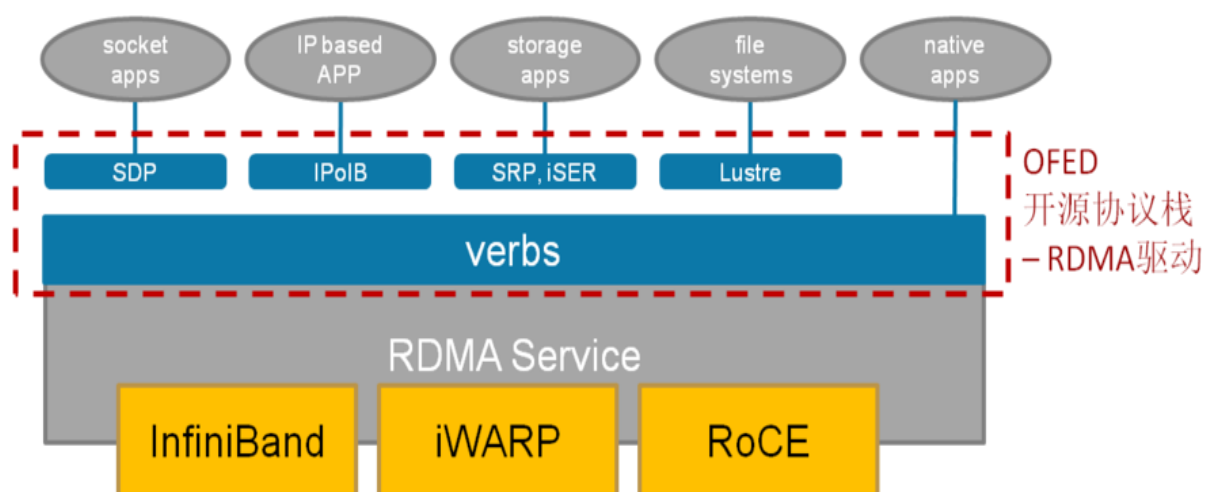 socket
apps
IP based
APP
storage
apps
file
systems
native
apps
SDP
IPoIB
SRP, iSER
Lustre
OFED
开源协议栈
– RDMA驱动
verbs
RDMA Service
InfiniBand
iWARP
RoCE